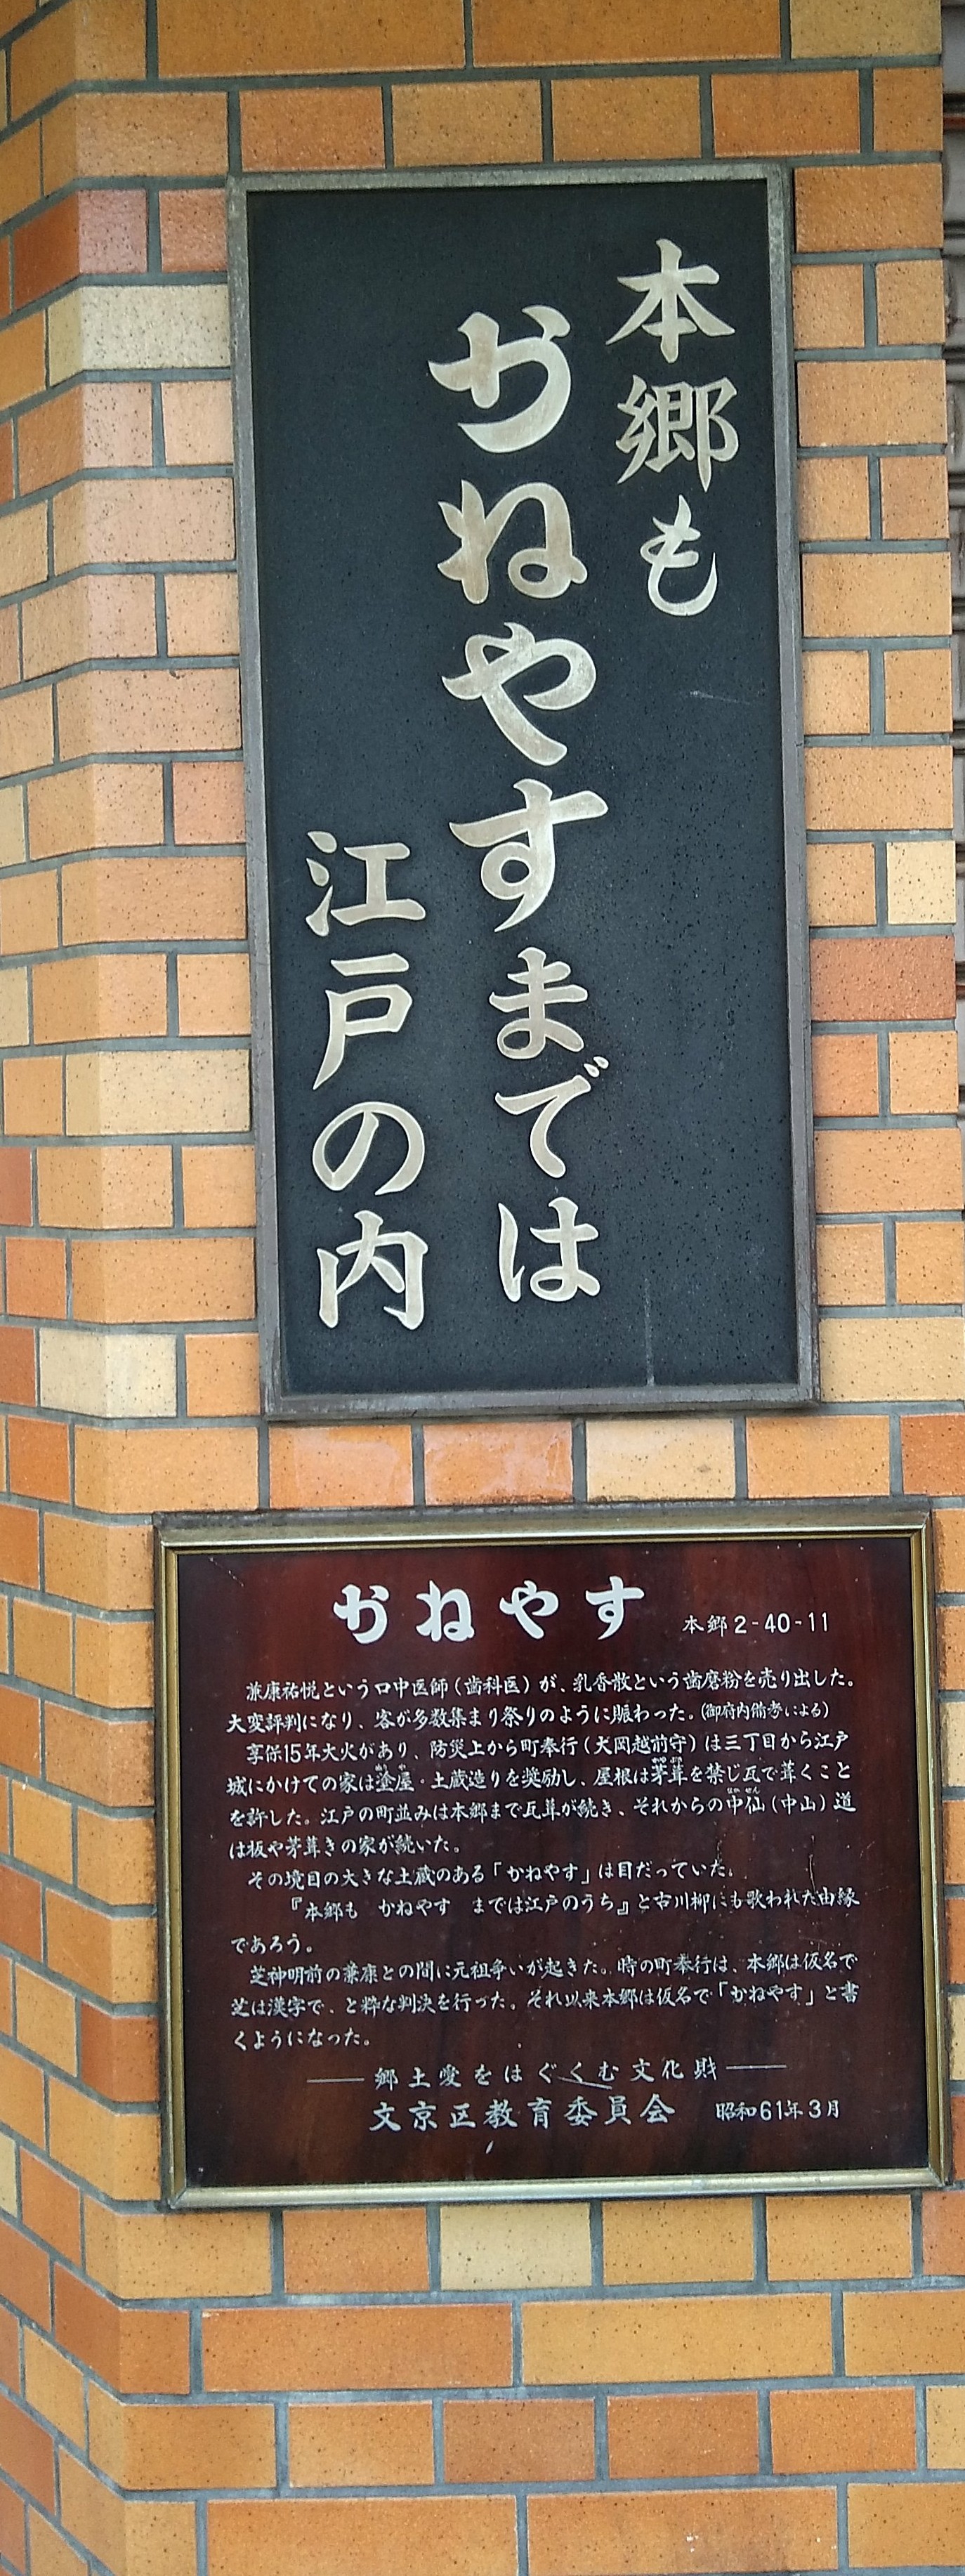 本郷も
かねやすまでは
江戸の内
かねやす 本郷2-40-11
兼康祐悦という口中医師（歯科医）が、乳香散という歯磨粉を売り出した。
大変評判になり、客が多数集まり祭りのように賑わった。（御府内備考による）
享保15年大火があり、防災上から町奉行（大岡越前守）は三丁目から江戸
城にかけての家は塗屋・土蔵造りを奨励し、屋根は茅葺を禁じ瓦で葺くこと
を許した。江戸の町並みは本郷まで瓦葺が続き、それからの中仙（中山）道
は板や茅葺きの家が続いた。
その境目の大きな土蔵のある「かねやす」は目だっていた。
『本郷も かねやす までは江戸のうち』と古川柳にも歌われた由縁
であろう。
芝神明前の兼康との間に元祖争いが起きた。時の町奉行は、本郷は仮名で
芝は漢字で、と粋な判決を行った。それ以来本郷は仮名で「かねやす」と書
くようになった。
郷土愛をはぐくむ文化財
文京区教育委員会 昭和61年3月